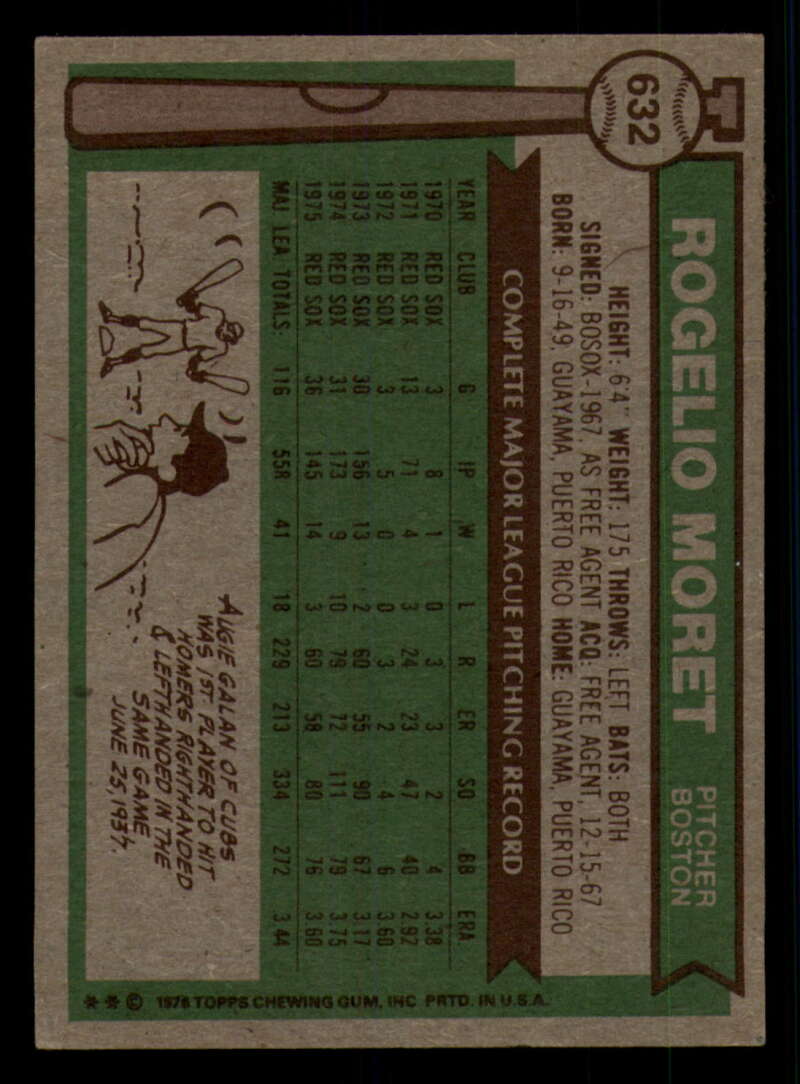 632
ROGELIO MORET
PITCHER
BOSTON
HEIGHT: 6'4" WEIGHT: 175 THROWS: LEFT BATS: BOTH
SIGNED: BOSOX-1967, AS FREE AGENT ACQ: FREE AGENT, 12-15-67
BORN: 9-16-49, GUAYAMA, PUERTO RICO HOME: GUAYAMA, PUERTO RICO
COMPLETE MAJOR LEAGUE PITCHING RECORD
YEAR CLUB G IP W L R ER SO BB ERA
1970 RED SOX 3 8 1 0 3 3 2 4 3.38
1971 RED SOX 13 71 4 3 24 23 47 40 2.92
1972 RED SOX 3 5 0 0 3 2 4 6 3.60
1973 RED SOX 30 156 13 2 60 55 90 67 3.17
1974 RED SOX 31 173 9 10 79 72 111 79 3.75
1975 RED SOX 36 145 14 3 60 58 80 76 3.60
MAJ LEA TOTALS: 116 558 41 18 229 213 334 272 3.44
AUGIE GALAN OF CUBS
WAS 1ST PLAYER TO HIT
HOMERS RIGHTHANDED
& LEFTHANDED IN THE
SAME GAME
JUNE 25, 1937.
** © 1976 TOPPS CHEWING GUM, INC PRTD. IN U.S.A.